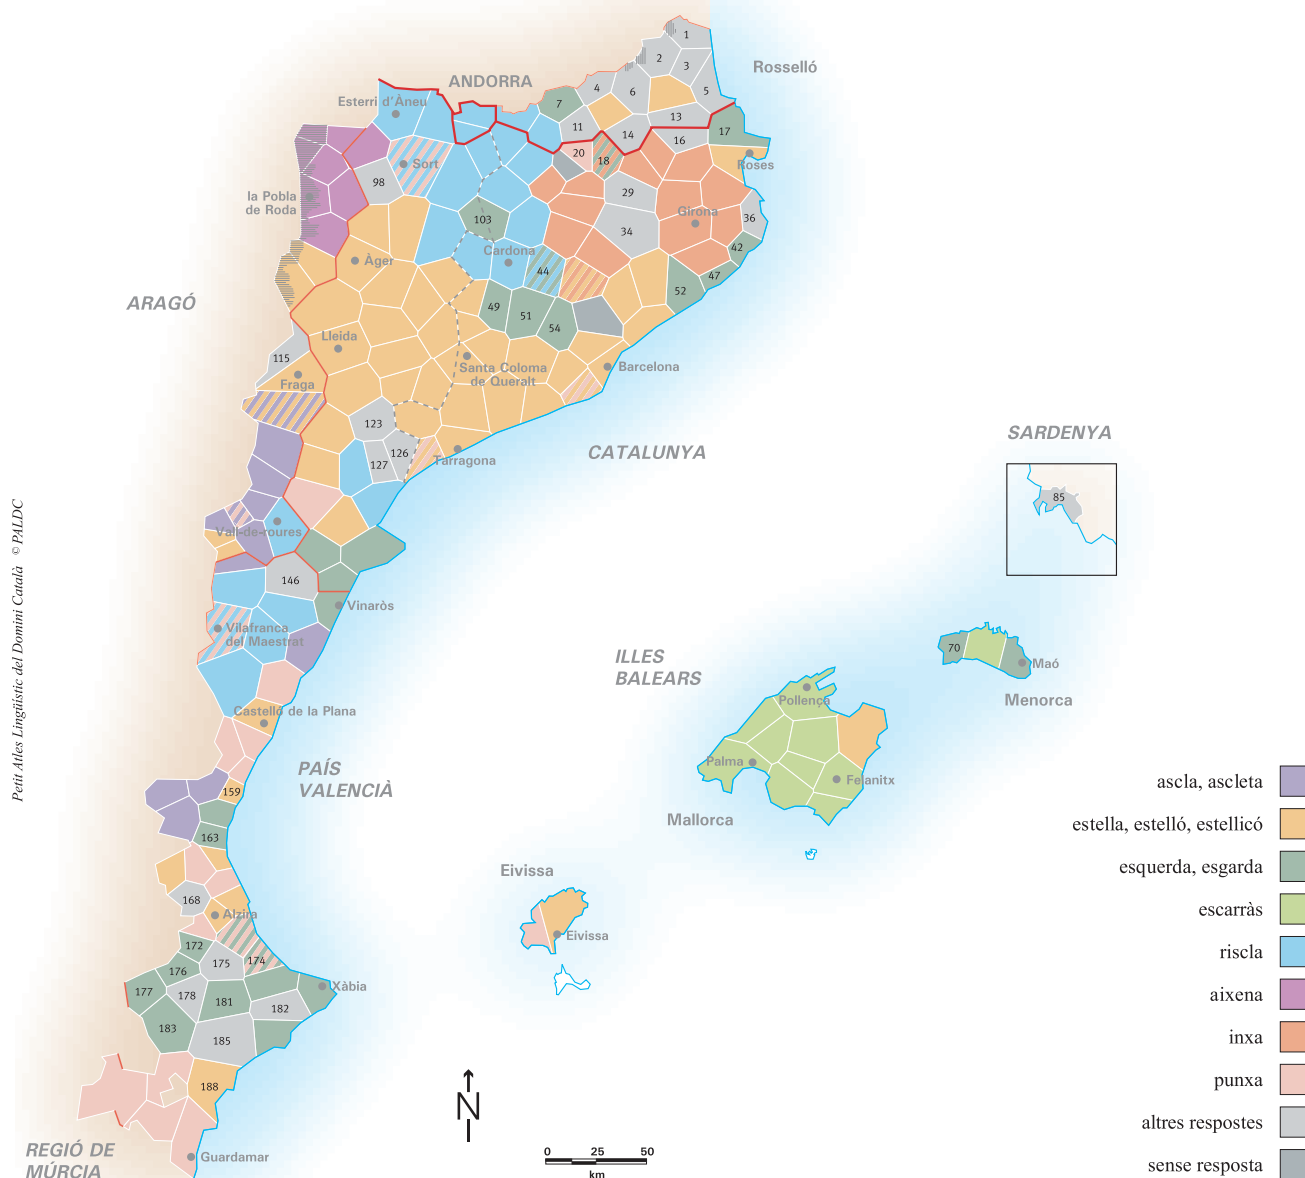 1
Rosselló
2
3
ANDORRA
4
6
5
Esterri d'Àneu
7
13
11
14
16
17
Sort
20
18
Roses
98
29
la Pobla
de Roda
Girona
36
103
34
42
Cardona
Àger
44
47
52
ARAGÓ
49
51
54
Lleida
115
Santa Coloma
de Queralt
Barcelona
Fraga
123
SARDENYA
126
CATALUNYA
127
Tarragona
85
Vall-de-roures
Petit Atles Lingüístic del Domini Català © PALDC
146
Vinaròs
Vilafranca
del Maestrat
70
ILLES
BALEARS
Maó
Pollença
Menorca
Castelló de la Plana
Palma
PAÍS
VALENCIÀ
Felanitx
ascla, ascleta
159
Mallorca
estella, estelló, estellicó
163
esquerda, esgarda
Eivissa
168
escarràs
Alzira
Eivissa
172
riscla
175
174
176
Xàbia
177
178
181
182
aixena
183
185
inxa
188
punxa
N
altres respostes
REGIÓ DE
MÚRCIA
Guardamar
0 25 50
km
sense resposta